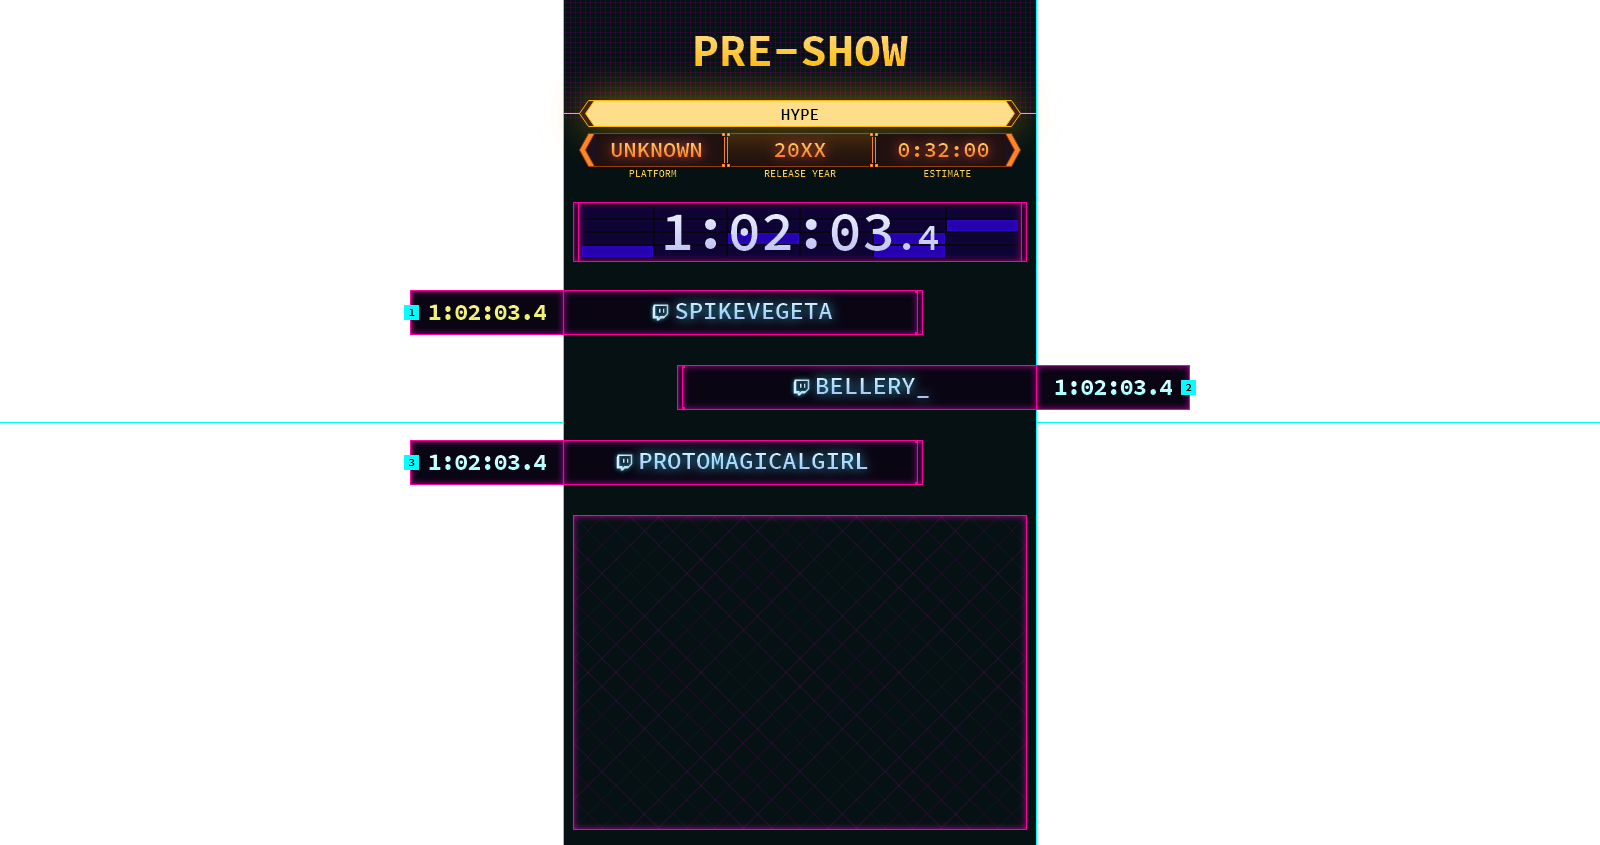 PRE-SHOW
HYPE
UNKNOWN 20XX 0:32:00
PLATFORM RELEASE YEAR ESTIMATE
1:02:03.4
1 1:02:03.4 SPIKEVEGETA
BELLERY_ 1:02:03.4 2
3 1:02:03.4 PROTOMAGICALGIRL